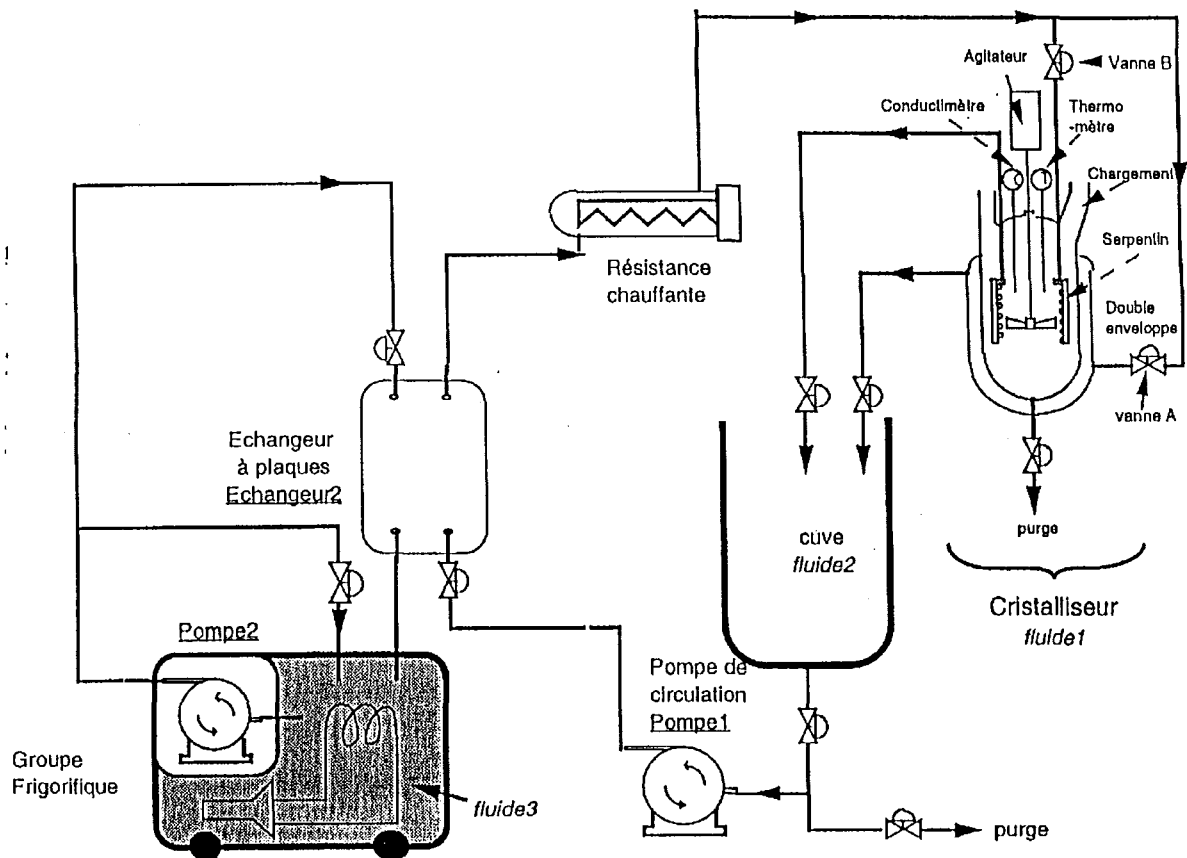 Agitateur
Vanne B
Conductimètre
Thermo
-mètre
Chargement
Serpentin
Résistance
chauffante
Double
enveloppe
vanne A
Echangeur
à plaques
Echangeur2
cuve
fluide2
purge
Cristalliseur
fluide1
Pompe2
Pompe de
circulation
Pompe1
Groupe
Frigorifique
fluide3
purge